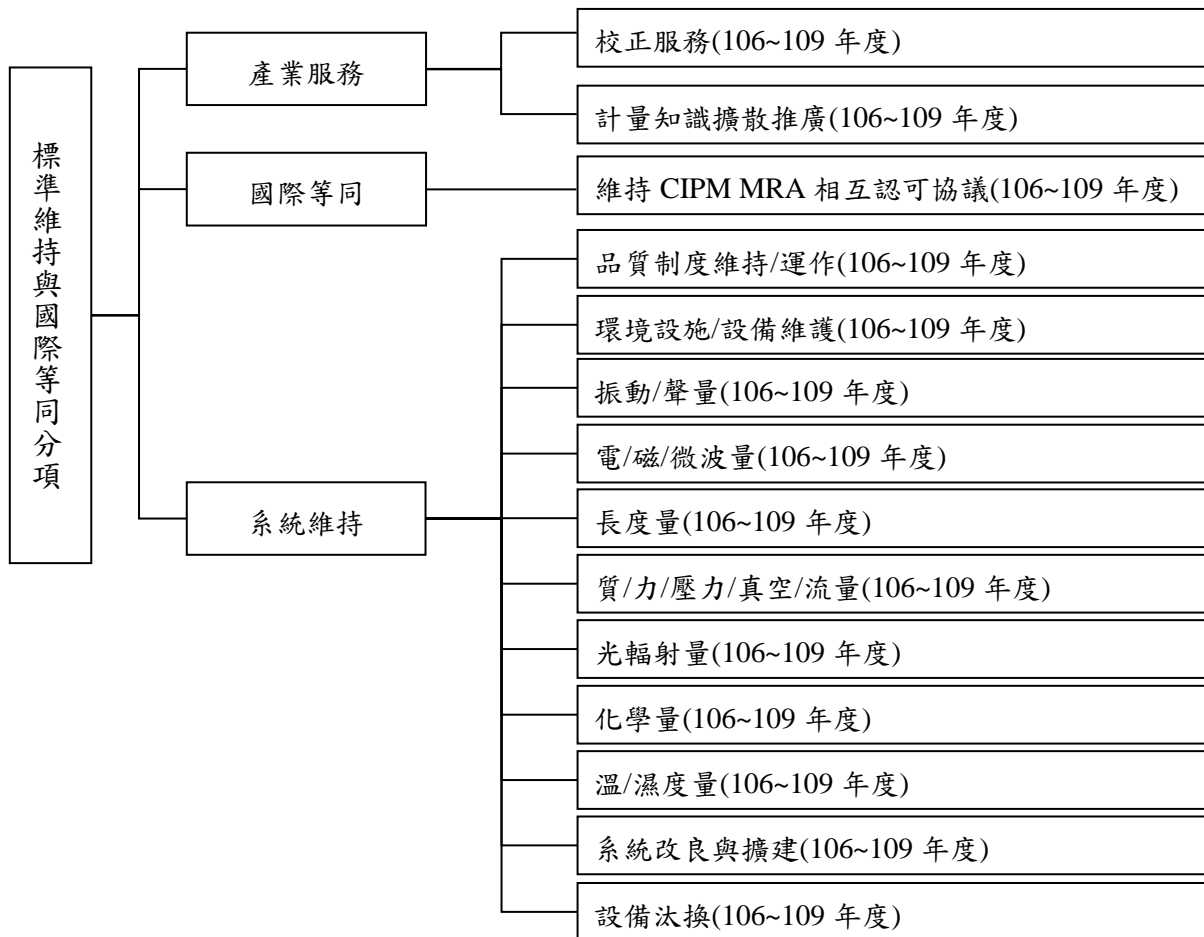 標準維持與國際等同分項
產業服務
校正服務(106~109 年度)
計量知識擴散推廣(106~109 年度)
國際等同
維持 CIPM MRA 相互認可協議(106~109 年度)
系統維持
品質制度維持/運作(106~109 年度)
環境設施/設備維護(106~109 年度)
振動/聲量(106~109 年度)
電/磁/微波量(106~109 年度)
長度量(106~109 年度)
質/力/壓力/真空/流量(106~109 年度)
光輻射量(106~109 年度)
化學量(106~109 年度)
溫/濕度量(106~109 年度)
系統改良與擴建(106~109 年度)
設備汰換(106~109 年度)